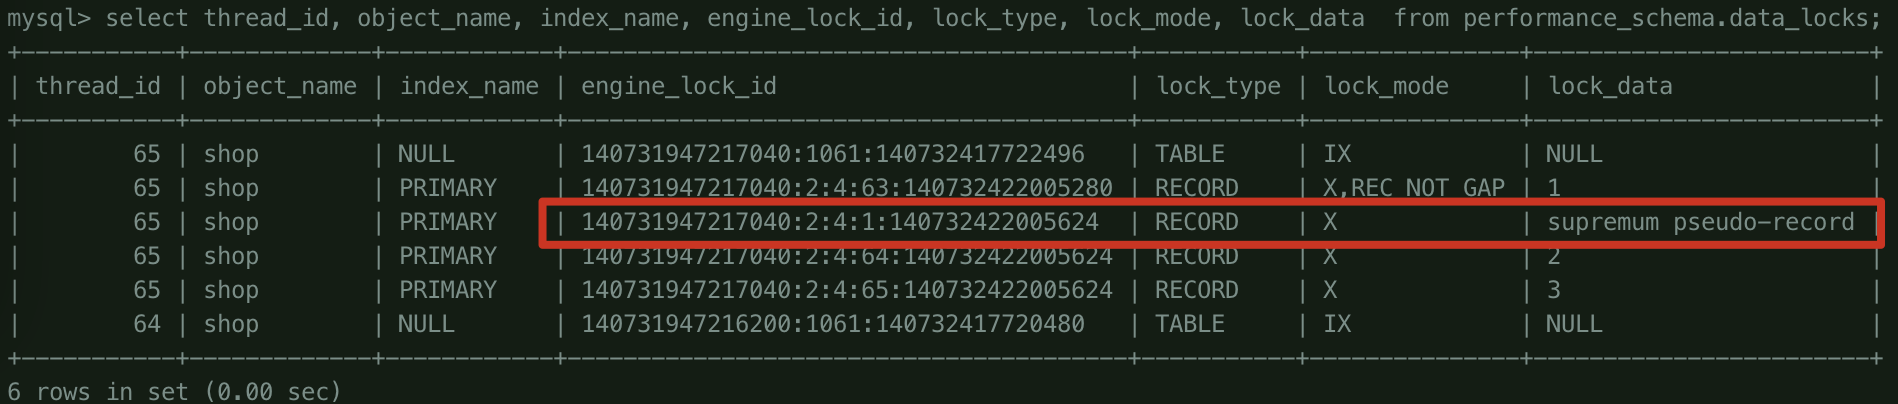 mysql> select thread_id, object_name, index_name, engine_lock_id, lock_type, lock_mode, lock_data  from performance_schema.data_locks;
+-----------+-------------+------------+----------------------------------------+-----------+---------------+------------------------+
| thread_id | object_name | index_name | engine_lock_id                         | lock_type | lock_mode     | lock_data              |
+-----------+-------------+------------+----------------------------------------+-----------+---------------+------------------------+
|        65 | shop        | NULL       | 140731947217040:1061:140732417722496   | TABLE     | IX            | NULL                   |
|        65 | shop        | PRIMARY    | 140731947217040:2:4:63:140732422005280 | RECORD    | X,REC_NOT_GAP | 1                      |
|        65 | shop        | PRIMARY    | 140731947217040:2:4:1:140732422005624  | RECORD    | X             | supremum pseudo-record |
|        65 | shop        | PRIMARY    | 140731947217040:2:4:64:140732422005624 | RECORD    | X             | 2                      |
|        65 | shop        | PRIMARY    | 140731947217040:2:4:65:140732422005624 | RECORD    | X             | 3                      |
|        64 | shop        | NULL       | 140731947216200:1061:140732417720480   | TABLE     | IX            | NULL                   |
+-----------+-------------+------------+----------------------------------------+-----------+---------------+------------------------+
6 rows in set (0.00 sec)